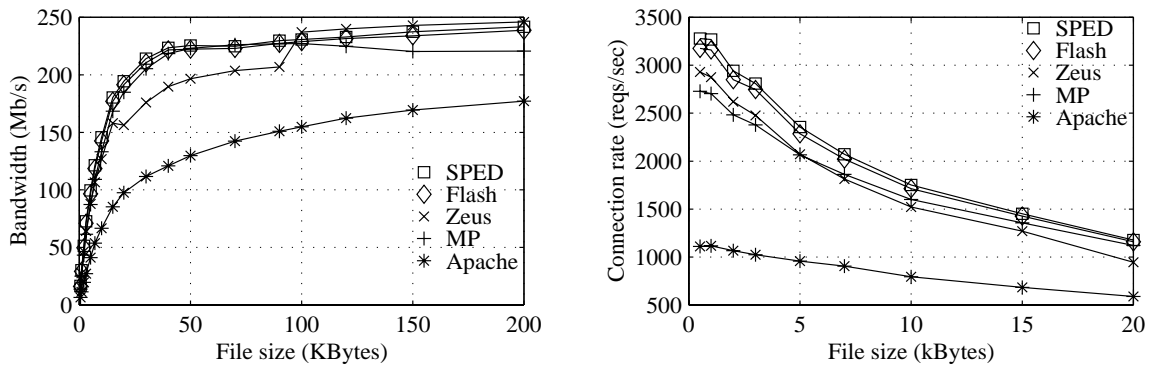 250
200
150
100
50
0
Bandwidth (Mb/s)
SPED
Flash
Zeus
MP
Apache
0 50 100 150 200
File size (KBytes)
3500
3000
2500
2000
1500
1000
500
Connection rate (reqs/sec)
SPED
Flash
Zeus
MP
Apache
0 5 10 15 20
File size (kBytes)